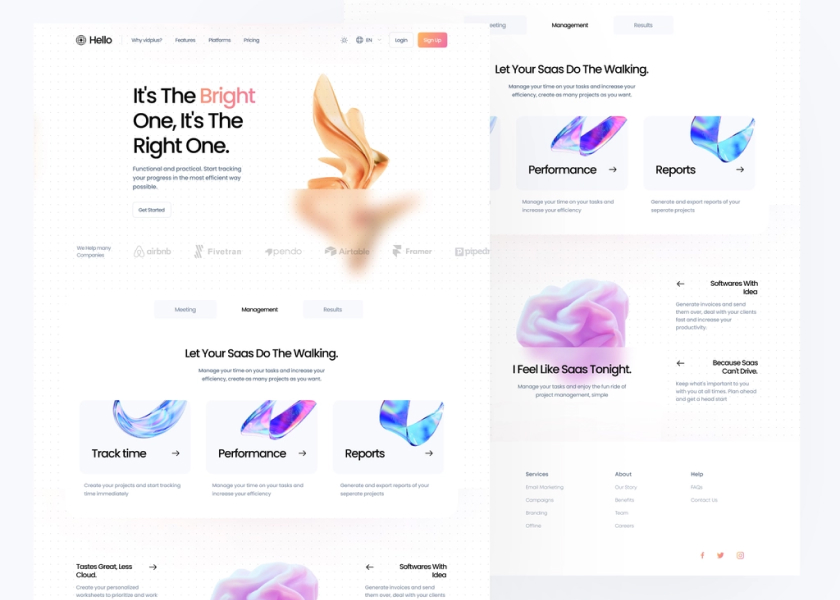 Hello
Why vidplus?
Features
Platforms
Pricing
EN
Login
Sign Up
It's The Bright
One, It's The
Right One.
Functional and practical. Start tracking
your progress in the most efficient way
possible.
Get Started
We Help many
Companies
airbnb
Fivetran
pendo
Airtable
Framer
pipedr
Meeting
Management
Results
Let Your Saas Do The Walking.
Manage your time on your tasks and increase your
efficiency, create as many projects as you want.
Track time
Create your projects and start tracking
time immediately
Performance
Manage your time on your tasks and
increase your efficiency
Reports
Generate and export reports of your
seperate projects
Tastes Great, Less
Cloud.
Create your personalized
worksheets to prioritize and work
Softwares With
Idea
Generate invoices and send
them over, deal with your clients
eeting
Management
Results
Let Your Saas Do The Walking.
Manage your time on your tasks and increase your
efficiency, create as many projects as you want.
Performance
Manage your time on your tasks and
increase your efficiency
Reports
Generate and export reports of your
seperate projects
I Feel Like Saas Tonight.
Manage your tasks and enjoy the fun-ride of
project management, simple
Softwares With
Idea
Generate invoices and send
them over, deal with your clients
fast and increase your
productivity.
Because Saas
Can't Drive.
Keep what's important to you
with you at all times. Plan ahead
and get a head start
Services
Email Marketing
Campaigns
Branding
Offline
About
Our Story
Benefits
Team
Careers
Help
FAQs
Contact Us